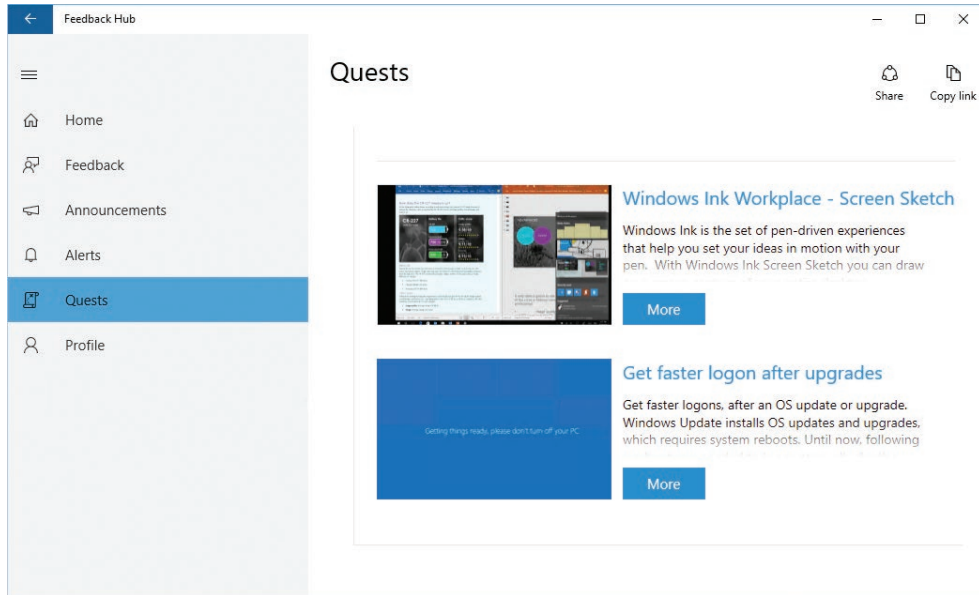 Feedback Hub
Quests
Share
Copy link
Home
Feedback
Announcements
Alerts
Quests
Profile
Windows Ink Workplace - Screen Sketch
Windows Ink is the set of pen-driven experiences
that help you set your ideas in motion with your
pen. With Windows Ink Screen Sketch you can draw
More
Getting things ready, please don't turn off your PC
Get faster logon after upgrades
Get faster logons, after an OS update or upgrade.
Windows Update installs OS updates and upgrades,
which requires system reboots. Until now, following
More